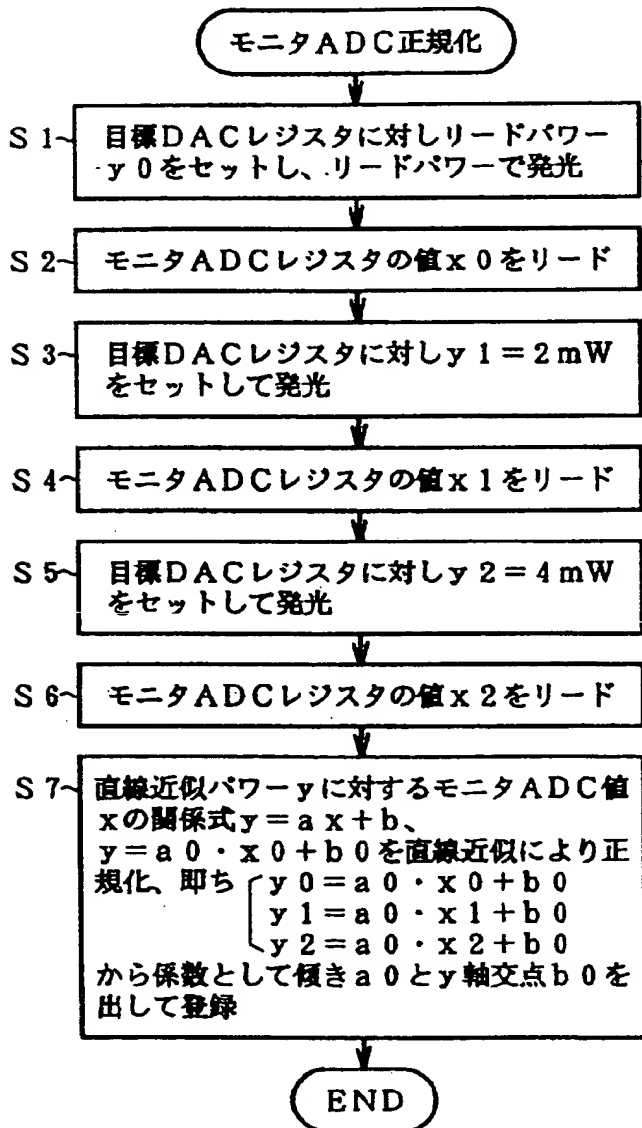 モニタADC正規化
S1 目標DACレジスタに対しリードパワー
y0をセットし、リードパワーで発光
S2 モニタADCレジスタの値x0をリード
S3 目標DACレジスタに対しy1=2mW
をセットして発光
S4 モニタADCレジスタの値x1をリード
S5 目標DACレジスタに対しy2=4mW
をセットして発光
S6 モニタADCレジスタの値x2をリード
S7 直線近似パワーyに対するモニタADC値
xの関係式y=ax+b、
y=a0・x0+b0を直線近似により正
規化、即ち y0=a0・x0+b0
y1=a0・x1+b0
y2=a0・x2+b0
から係数として傾きa0とy軸交点b0を
出して登録
END